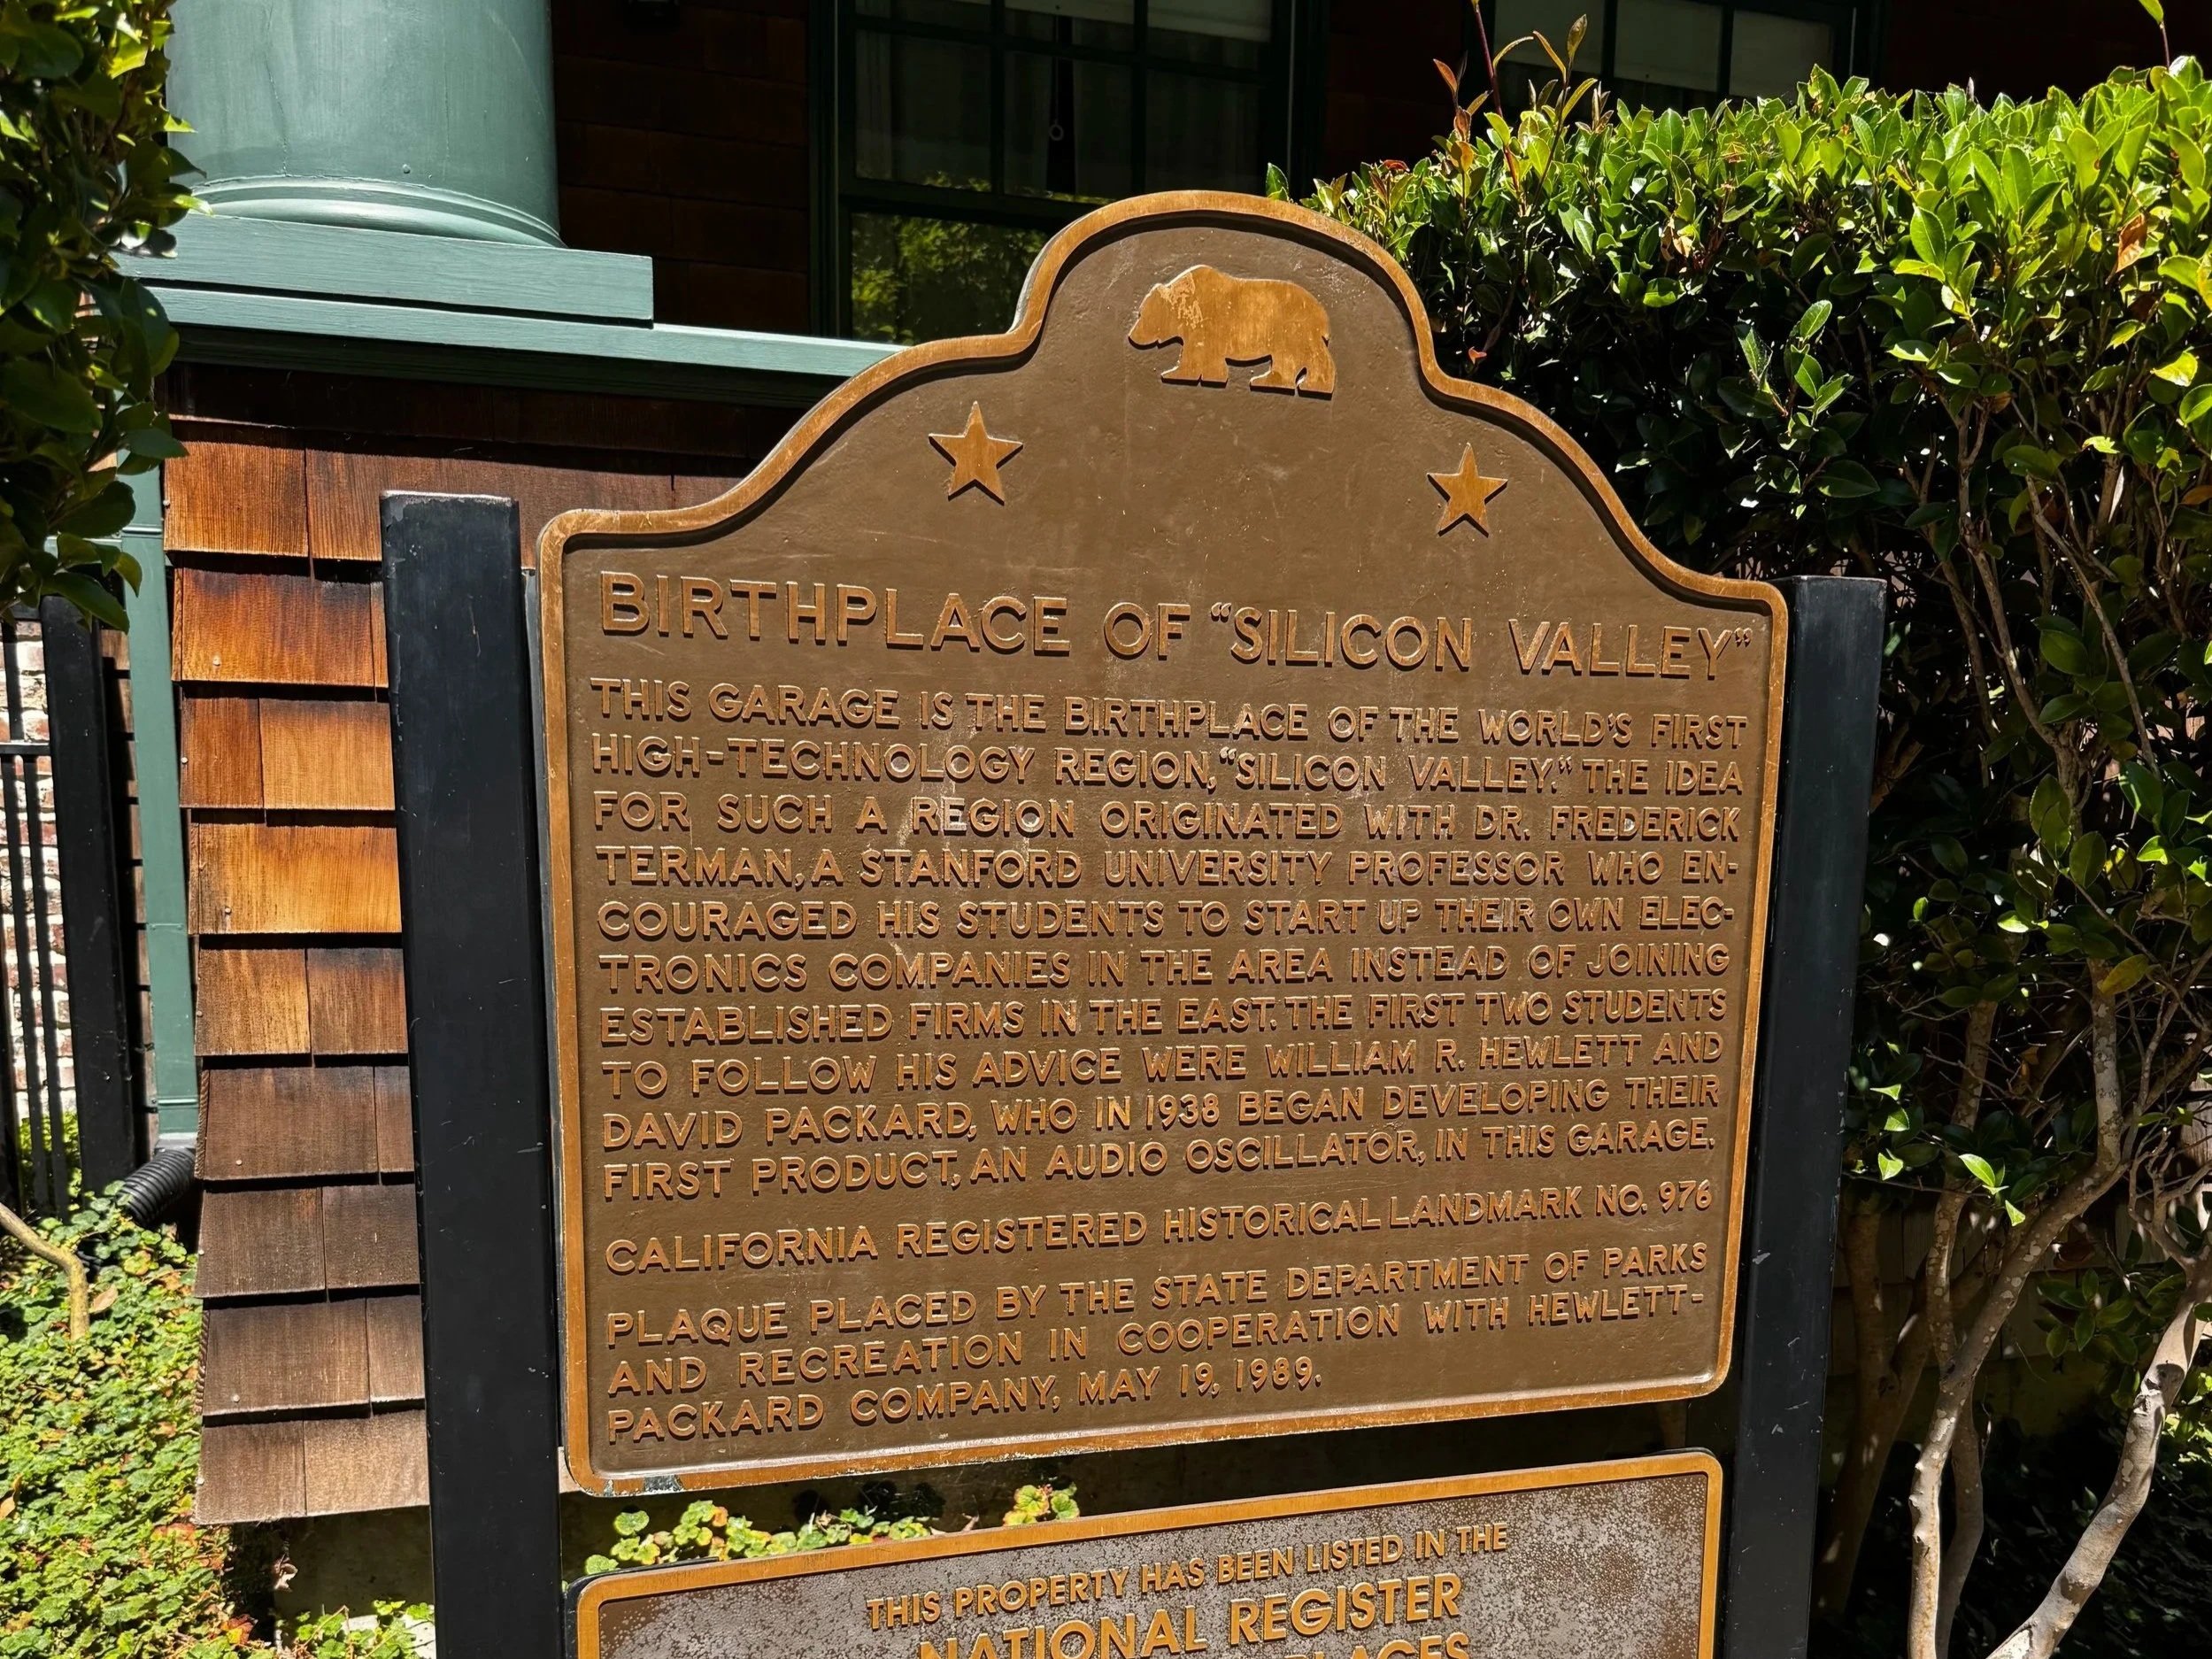 BIRTHPLACE OF "SILICON VALLEY"
THIS GARAGE IS THE BIRTHPLACE OF THE WORLD'S FIRST
HIGH-TECHNOLOGY REGION, "SILICON VALLEY." THE IDEA
FOR SUCH A REGION ORIGINATED WITH DR. FREDERICK
TERMAN, A STANFORD UNIVERSITY PROFESSOR WHO EN-
COURAGED HIS STUDENTS TO START UP THEIR OWN ELEC-
TRONICS COMPANIES IN THE AREA INSTEAD OF JOINING
ESTABLISHED FIRMS IN THE EAST. THE FIRST TWO STUDENTS
TO FOLLOW HIS ADVICE WERE WILLIAM R. HEWLETT AND
DAVID PACKARD, WHO IN 1938 BEGAN DEVELOPING THEIR
FIRST PRODUCT, AN AUDIO OSCILLATOR, IN THIS GARAGE.
CALIFORNIA REGISTERED HISTORICAL LANDMARK NO. 976
PLAQUE PLACED BY THE STATE DEPARTMENT OF PARKS
AND RECREATION IN COOPERATION WITH HEWLETT-
PACKARD COMPANY, MAY 19, 1989.
THIS PROPERTY HAS BEEN LISTED IN THE
NATIONAL REGISTER